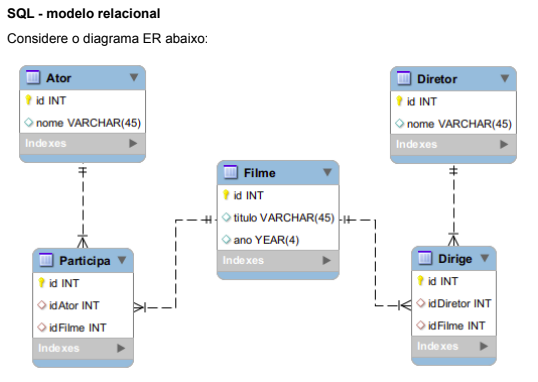 SQL - modelo relacional
Considere o diagrama ER abaixo:
Ator
id INT
nome VARCHAR(45)
Indexes
Diretor
id INT
nome VARCHAR(45)
Indexes
Filme
id INT
titulo VARCHAR(45)
ano YEAR(4)
Indexes
Participa
id INT
idAtor INT
idFilme INT
Indexes
Dirige
id INT
idDiretor INT
idFilme INT
Indexes